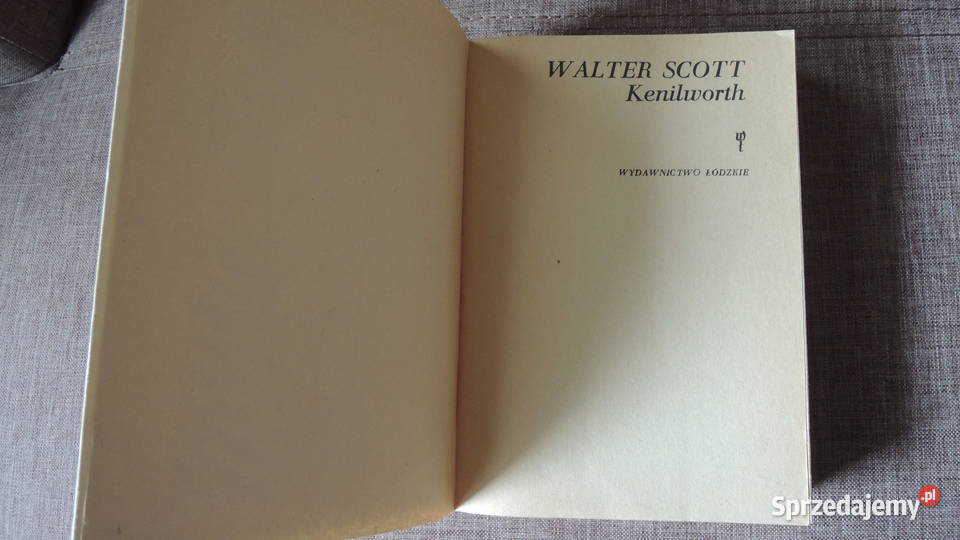 WALTER SCOTT
Kenilworth
WYDAWNICTWO ŁÓDZKIE
Sprzedajemy.pl